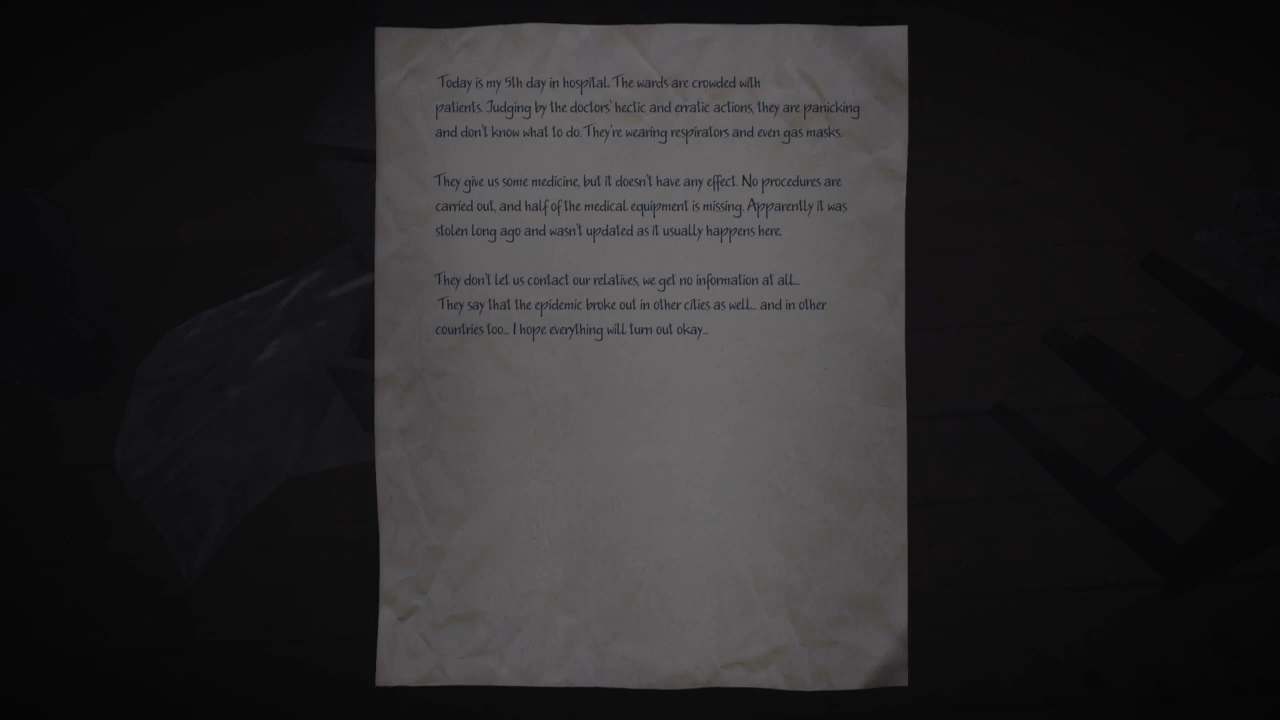 Today is my 5th day in hospital. The wards are crowded with
patients. Judging by the doctors' hectic and erratic actions, they are panicking
and don't know what to do. They're wearing respirators and even gas masks.
They give us some medicine, but it doesn't have any effect. No procedures are
carried out, and half of the medical equipment is missing. Apparently it was
stolen long ago and wasn't updated as it usually happens here.
They don't let us contact our relatives, we get no information at all...
They say that the epidemic broke out in other cities as well... and in other
countries too... I hope everything will turn out okay...